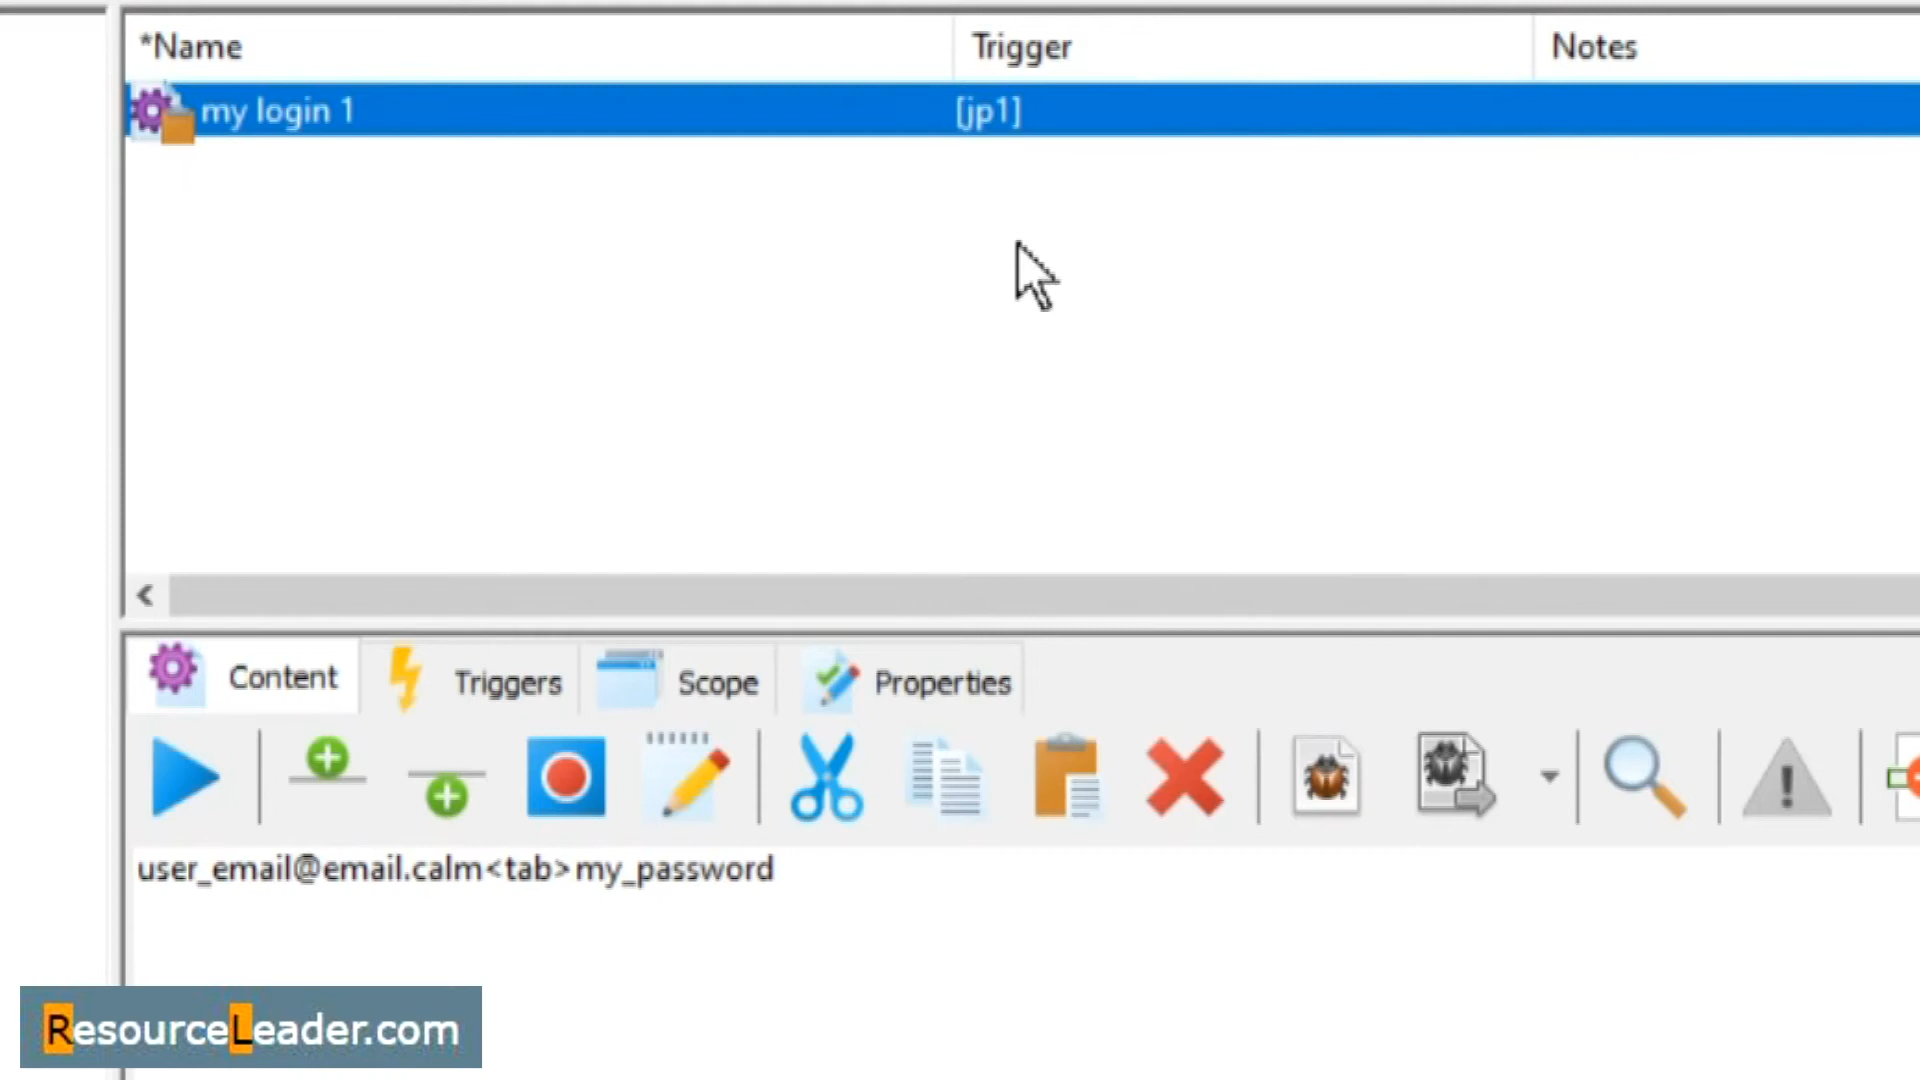 *Name Trigger Notes
my login 1 [jp1]
Content Triggers Scope Properties
user_email@email.calm<tab>my_password
ResourceLeader.com